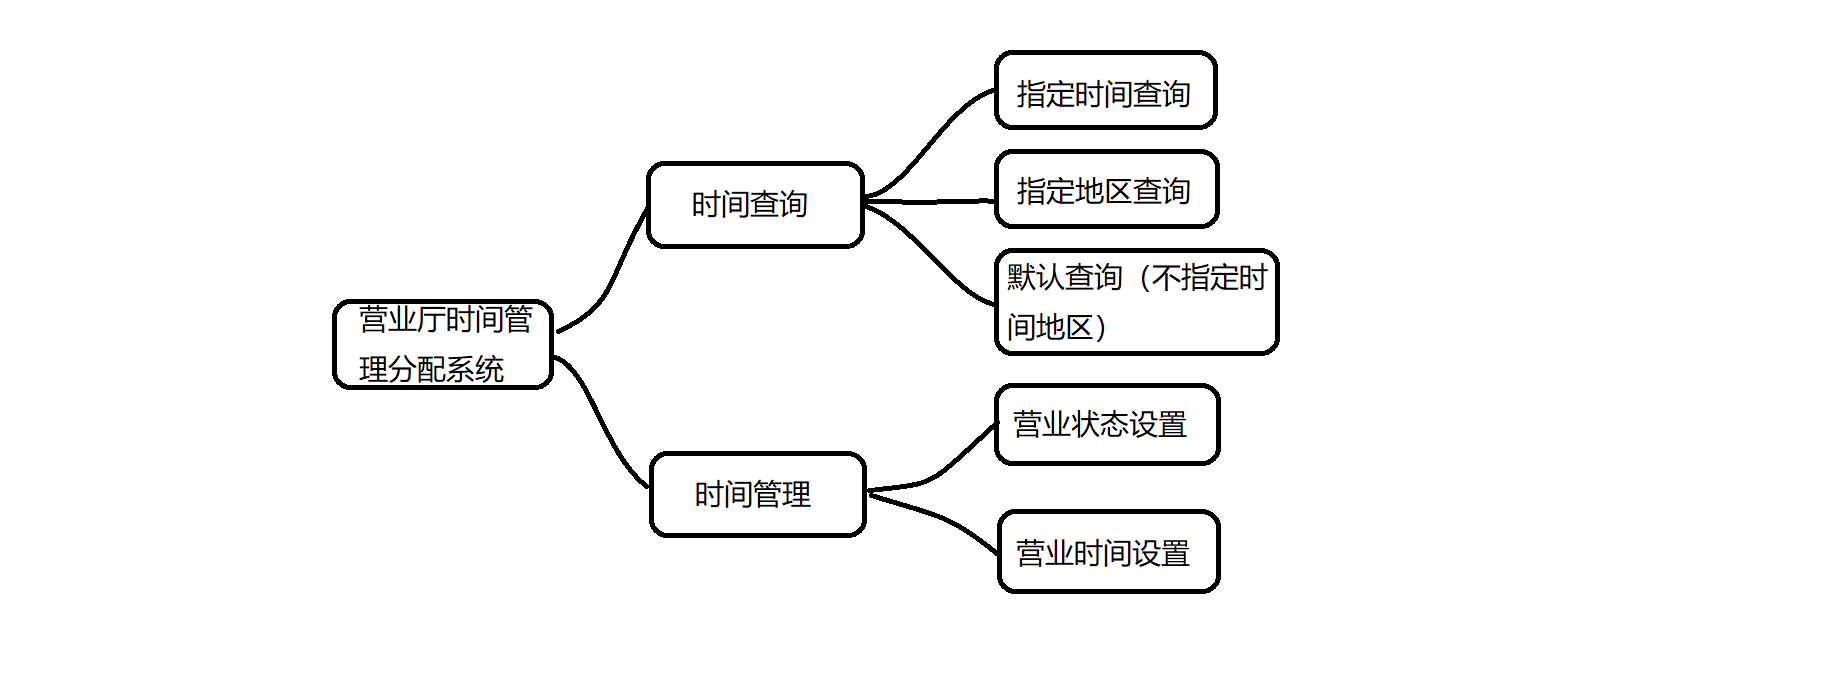 指定时间查询
指定地区查询
时间查询
默认查询（不指定时
间地区）
营业厅时间管
理分配系统
营业状态设置
时间管理
营业时间设置